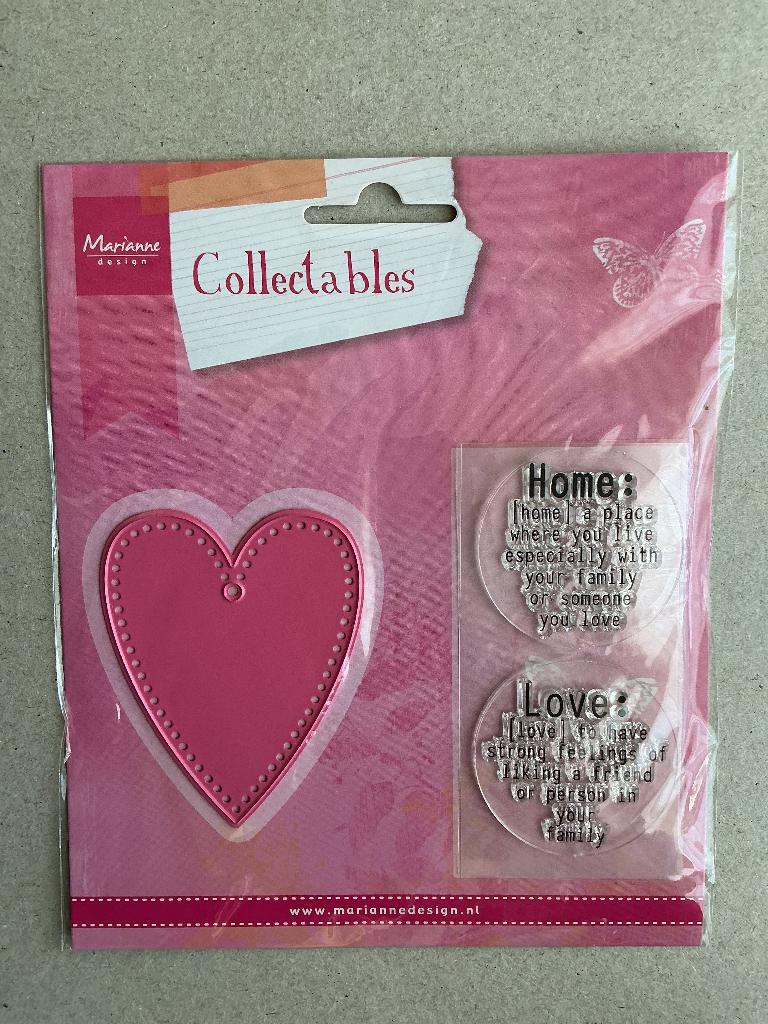 Marianne
design
Collectables
Home:
[home] a place
where you live
especially with
your family
or someone
you love
Love:
[love] to have
strong feelings of
liking a friend
or person in
your
family
www.mariannedesign.nl